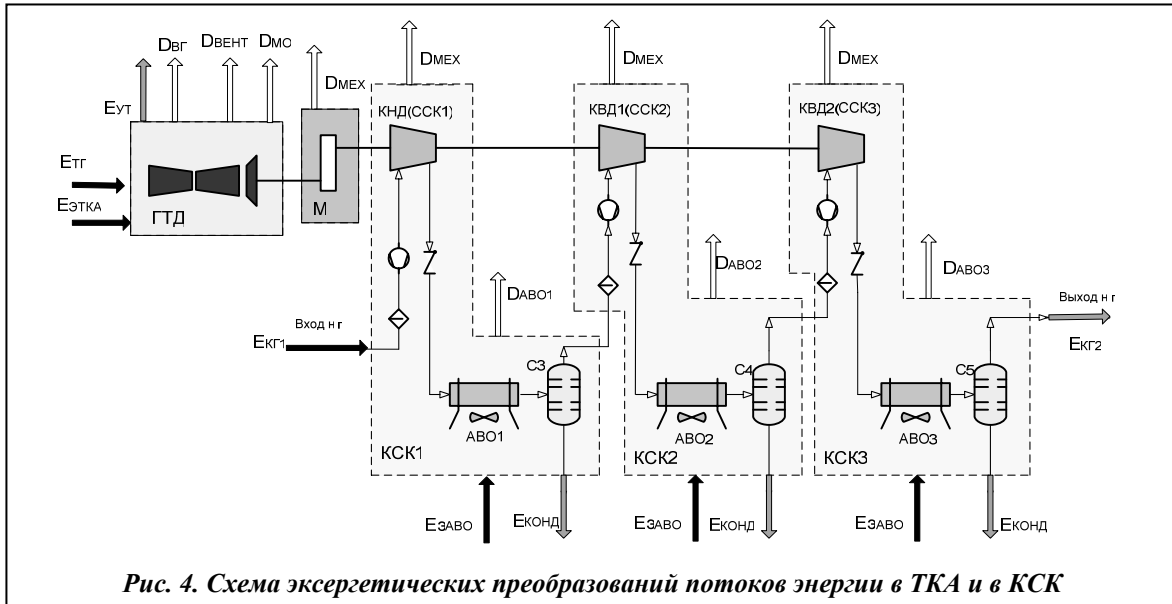 DМЕХ DМЕХ DМЕХ
DВГ DВЕНТ DМО
DМЕХ
EУТ
КНД(ССК1) КВД1(ССК2) КВД2(ССК3)
EТГ
EЭТКА
ГТД
М
DАВО1 DАВО2 DАВО3
Вход н г
EКГ1
Выход н г
EКГ2
С3 С4 С5
АВО1 АВО2 АВО3
КСК1 КСК2 КСК3
EЗАВО EКОНД EЗАВО EКОНД EЗАВО EКОНД
Рис. 4. Схема эксергетических преобразований потоков энергии в ТКА и в КСК